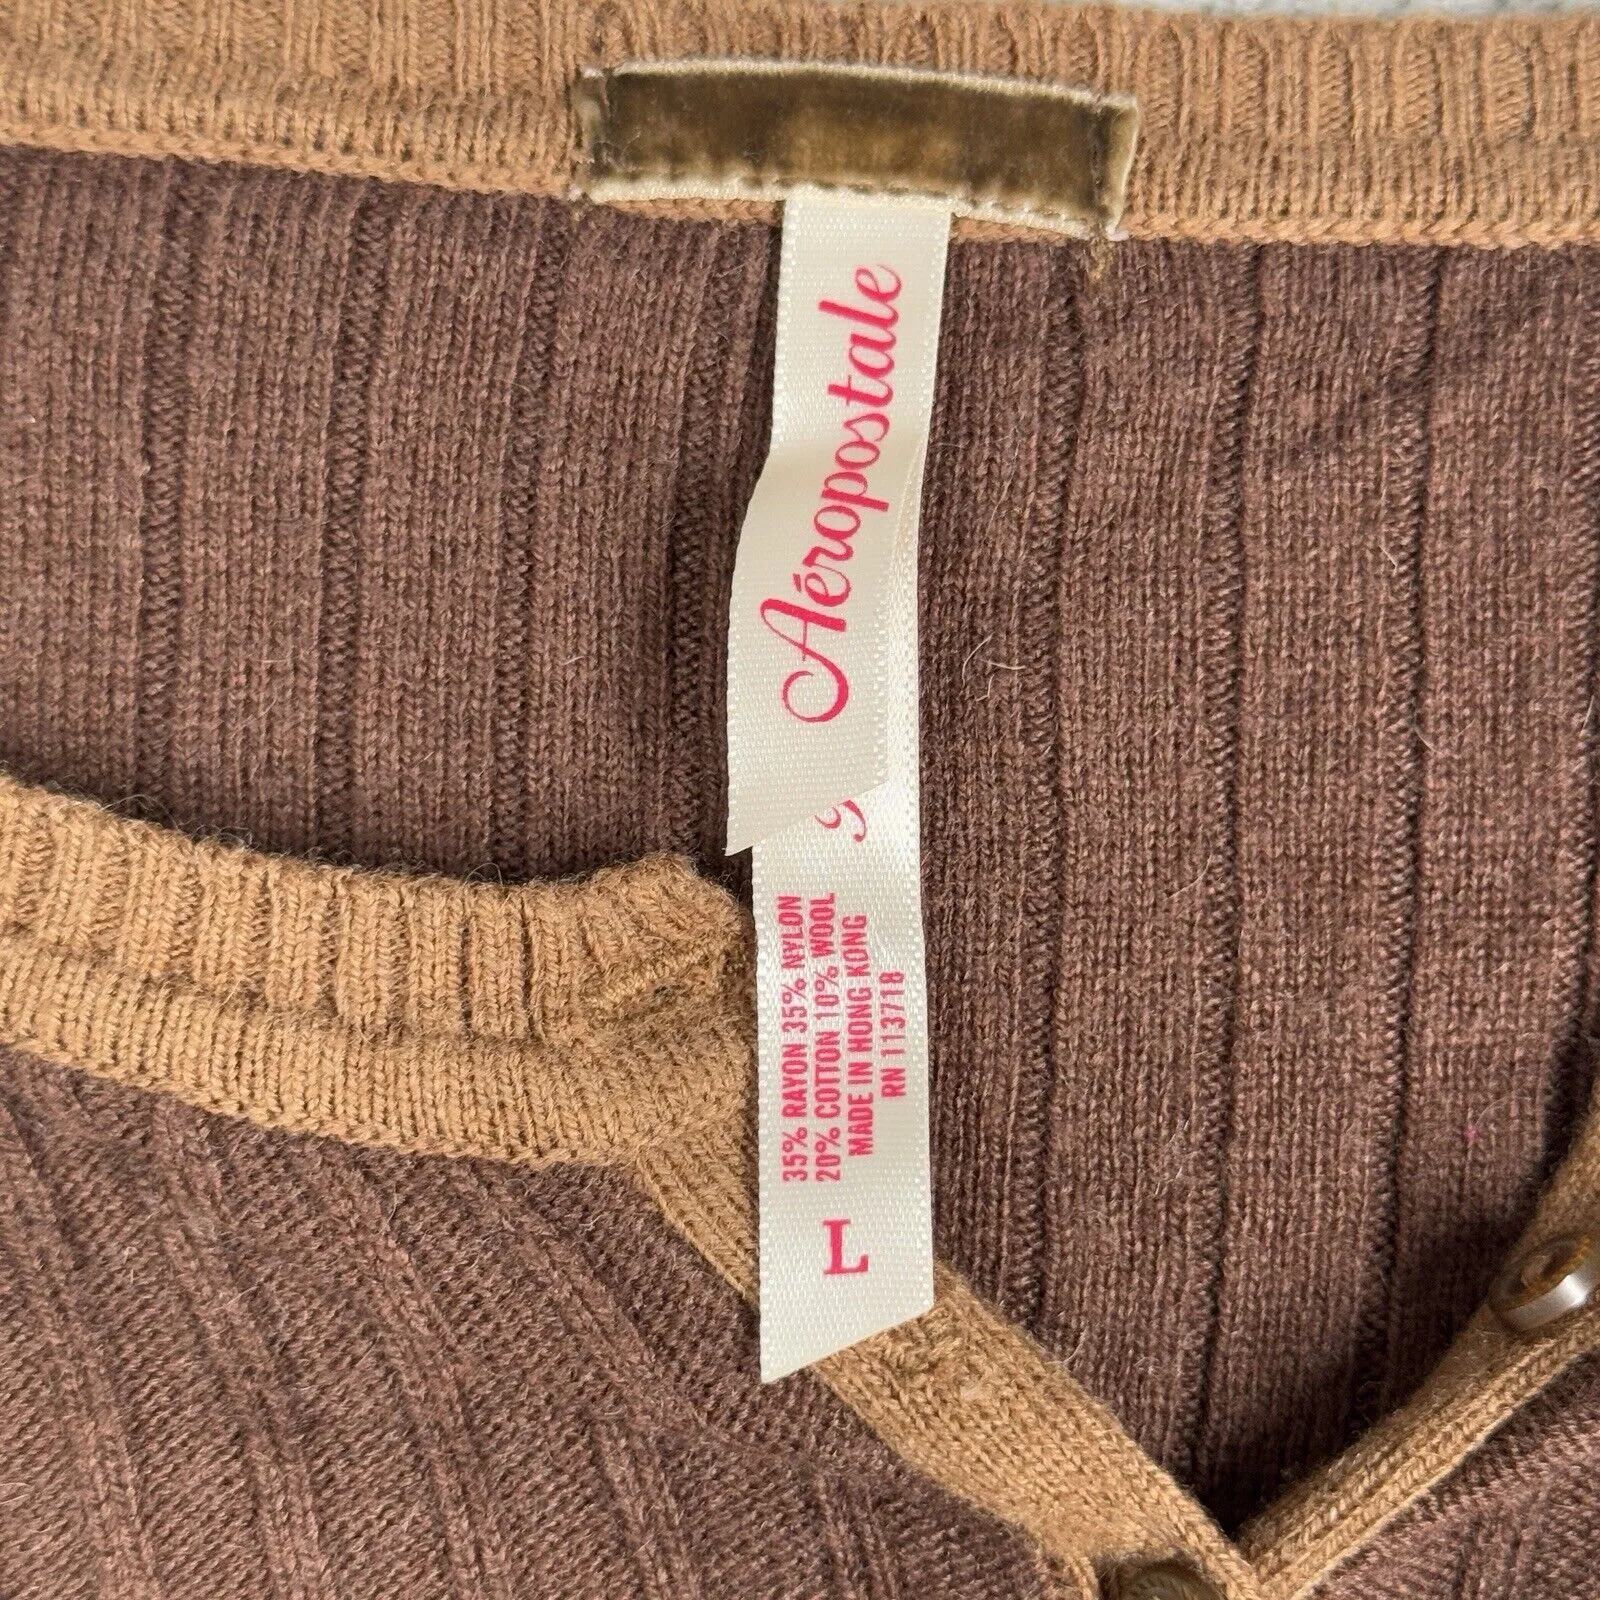 Aéropostale
35% RAYON 35% NYLON
20% COTTON 10% WOOL
MADE IN HONG KONG
RN 113718
L